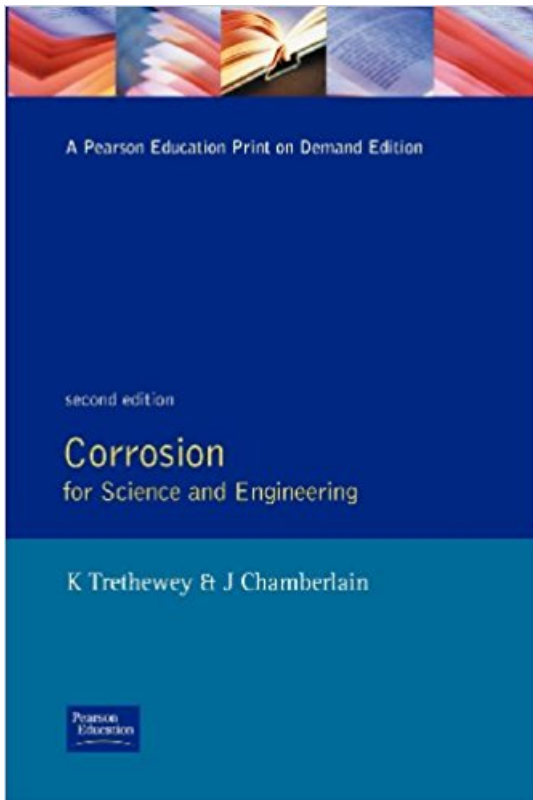 A Pearson Education Print on Demand Edition
second edition
Corrosion
for Science and Engineering
K Trethewey & J Chamberlain
Pearson
Education